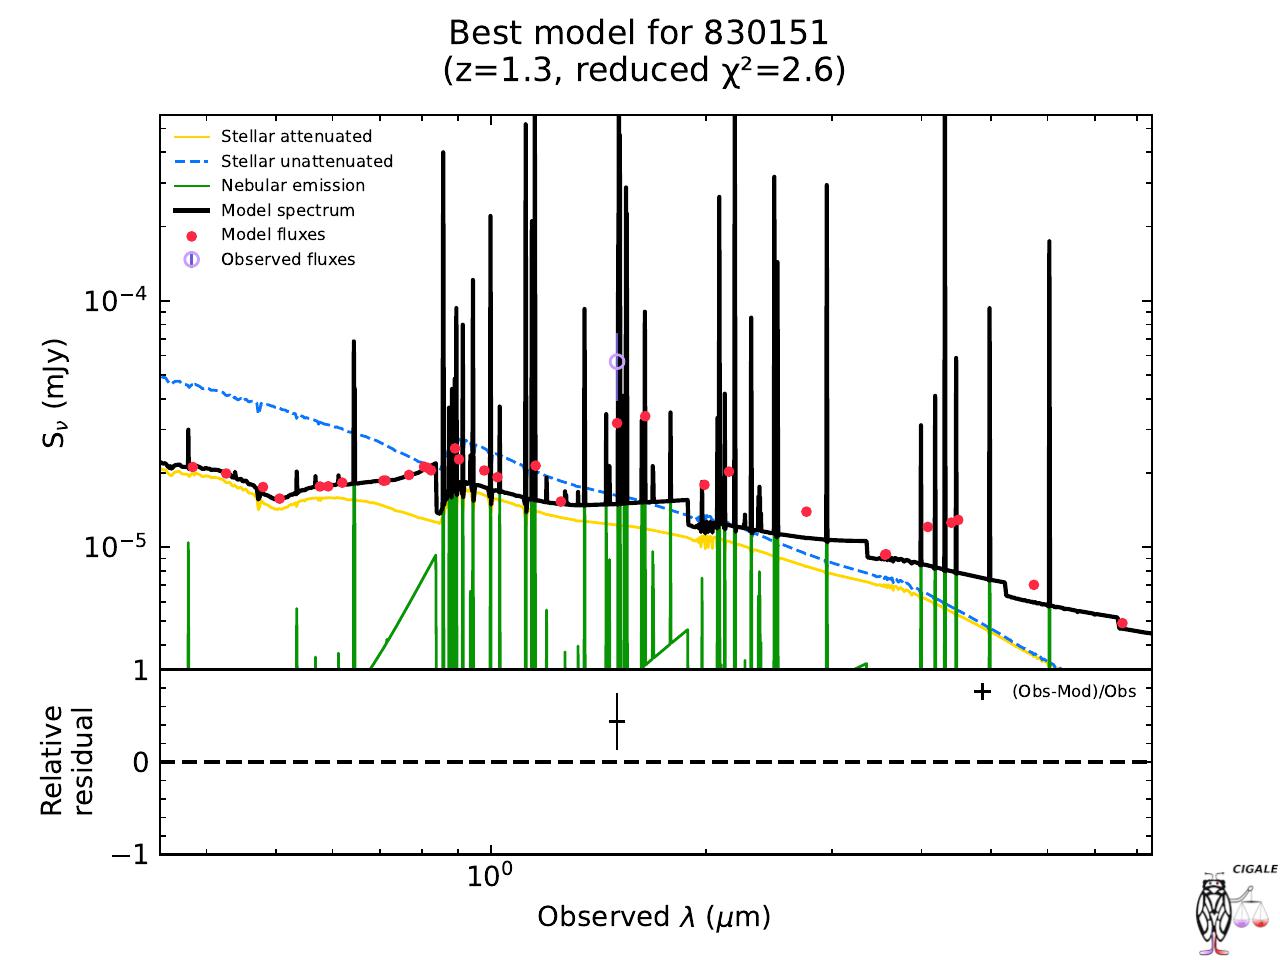 Best model for 830151
(z=1.3, reduced χ²=2.6)
Stellar attenuated
Stellar unattenuated
Nebular emission
Model spectrum
Model fluxes
Observed fluxes
10⁻⁴
10⁻⁵
S_ν (mJy)
1
0
−1
Relative
residual
(Obs-Mod)/Obs
10⁰
Observed λ (μm)
CIGALE